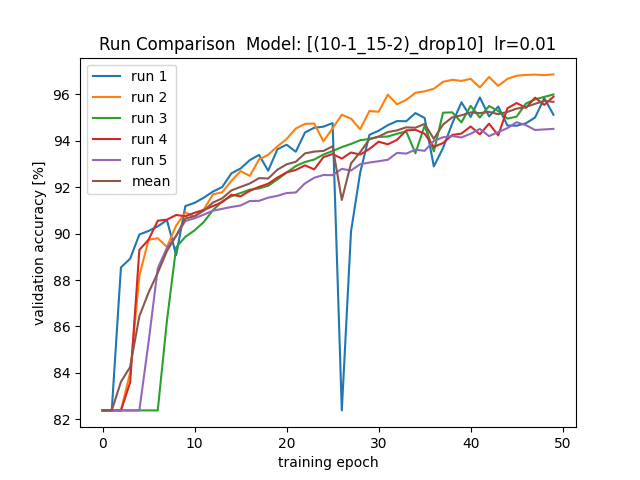 Run Comparison  Model: [(10-1_15-2)_drop10]  lr=0.01
run 1
run 2
run 3
run 4
run 5
mean
validation accuracy [%]
96
94
92
90
88
86
84
82
0 10 20 30 40 50
training epoch